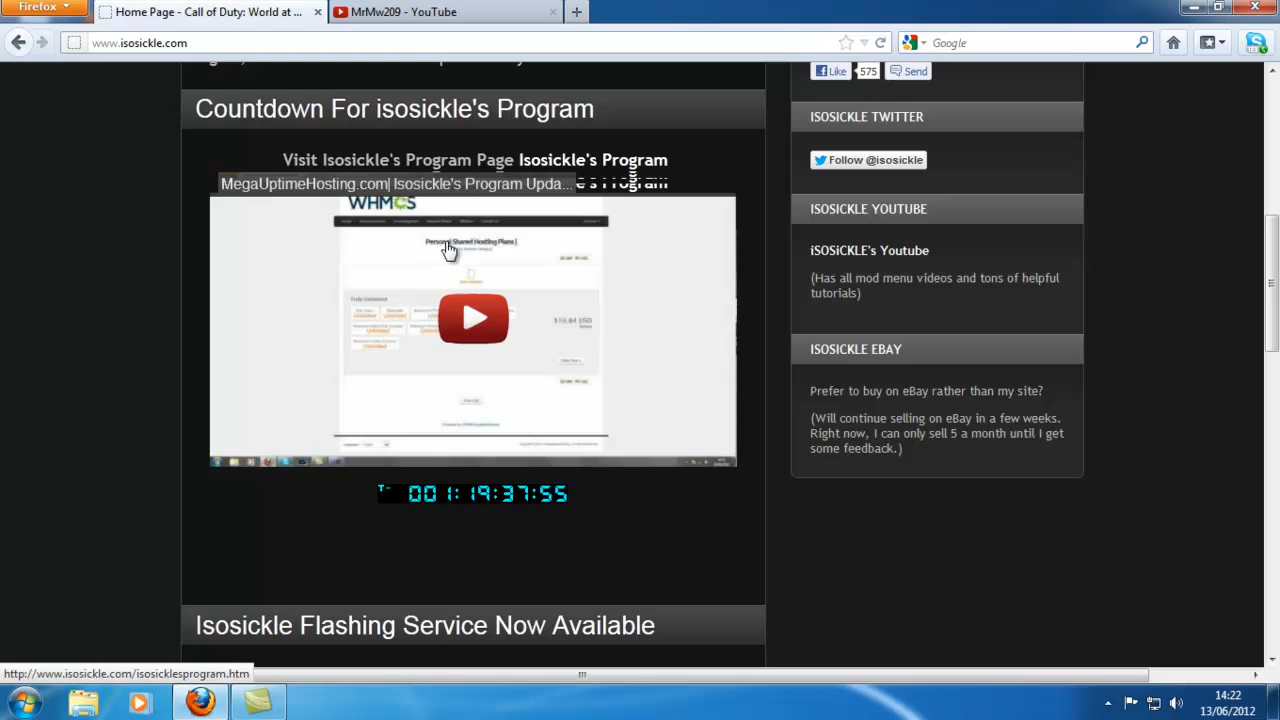 Firefox
Home Page - Call of Duty: World at ...
MrMw209 - YouTube
www.isosickle.com
Google
Countdown For isosickle's Program
Visit Isosickle's Program Page Isosickle's Program
MegaUptimeHosting.com| Isosickle's Program Upda...
e's Program
WHMCS
Personal Shared Hosting Plans |
Truly Unlimited
$10.84 USD
T- 001:19:37:55
Isosickle Flashing Service Now Available
Like 575 Send
ISOSICKLE TWITTER
Follow @isosickle
ISOSICKLE YOUTUBE
iSOSiCKLE's Youtube
(Has all mod menu videos and tons of helpful
tutorials)
ISOSICKLE EBAY
Prefer to buy on eBay rather than my site?
(Will continue selling on eBay in a few weeks.
Right now, I can only sell 5 a month until I get
some feedback.)
http://www.isosickle.com/isosicklesprogram.htm
14:22
13/06/2012